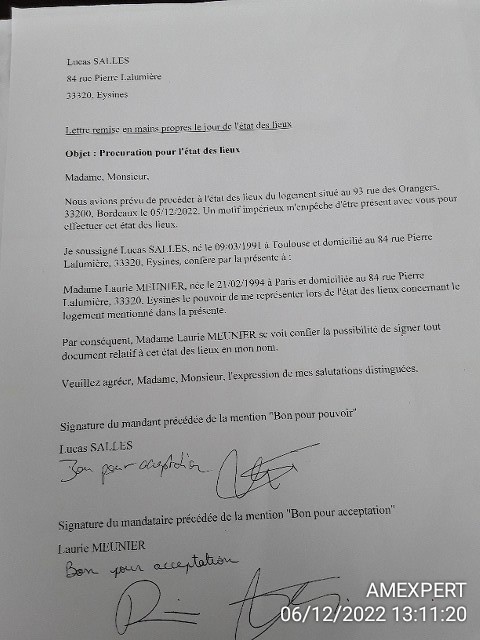 Lucas SALLES
84 rue Pierre Lalumière
33320, Eysines
Lettre remise en mains propres le jour de l'état des lieux
Objet : Procuration pour l'état des lieux
Madame, Monsieur,
Nous avions prévu de procéder à l'état des lieux du logement situé au 93 rue des Orangers,
33200, Bordeaux le 05/12/2022. Un motif impérieux m'empêche d'être présent avec vous pour
effectuer cet état des lieux.
Je soussigné Lucas SALLES, né le 09/03/1991 à Toulouse et domicilié au 84 rue Pierre
Lalumière, 33320, Eysines, confère par la présente à :
Madame Laurie MEUNIER, née le 21/02/1994 à Paris et domiciliée au 84 rue Pierre
Lalumière, 33320, Eysines le pouvoir de me représenter lors de l'état des lieux concernant le
logement mentionné dans la présente.
Par conséquent, Madame Laurie MEUNIER se voit confier la possibilité de signer tout
document relatif à cet état des lieux en mon nom.
Veuillez agréer, Madame, Monsieur, l'expression de mes salutations distinguées.
Signature du mandant précédée de la mention "Bon pour pouvoir"
Lucas SALLES
Bon pour acceptation
Signature du mandataire précédée de la mention "Bon pour acceptation"
Laurie MEUNIER
Bon pour acceptation
AMEXPERT
06/12/2022 13:11:20